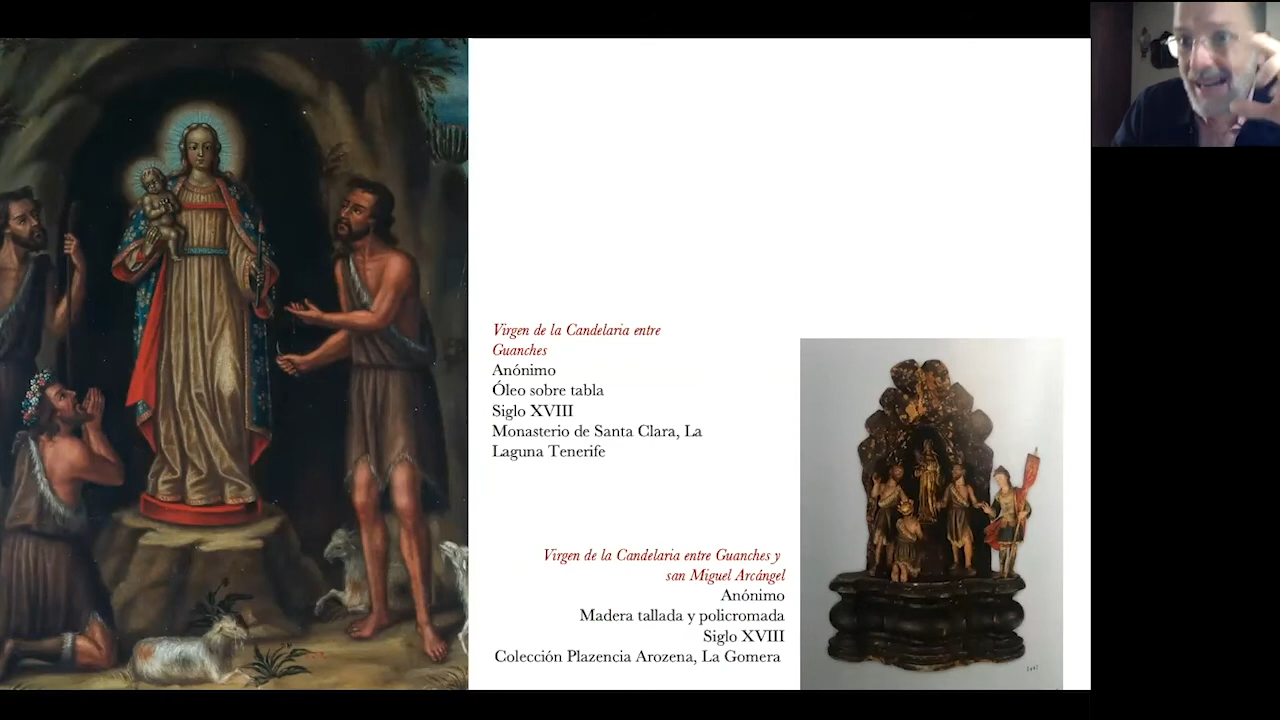 Virgen de la Candelaria entre
Guanches
Anónimo
Óleo sobre tabla
Siglo XVIII
Monasterio de Santa Clara, La
Laguna Tenerife
Virgen de la Candelaria entre Guanches y
san Miguel Arcángel
Anónimo
Madera tallada y policromada
Siglo XVIII
Colección Plazencia Arozena, La Gomera